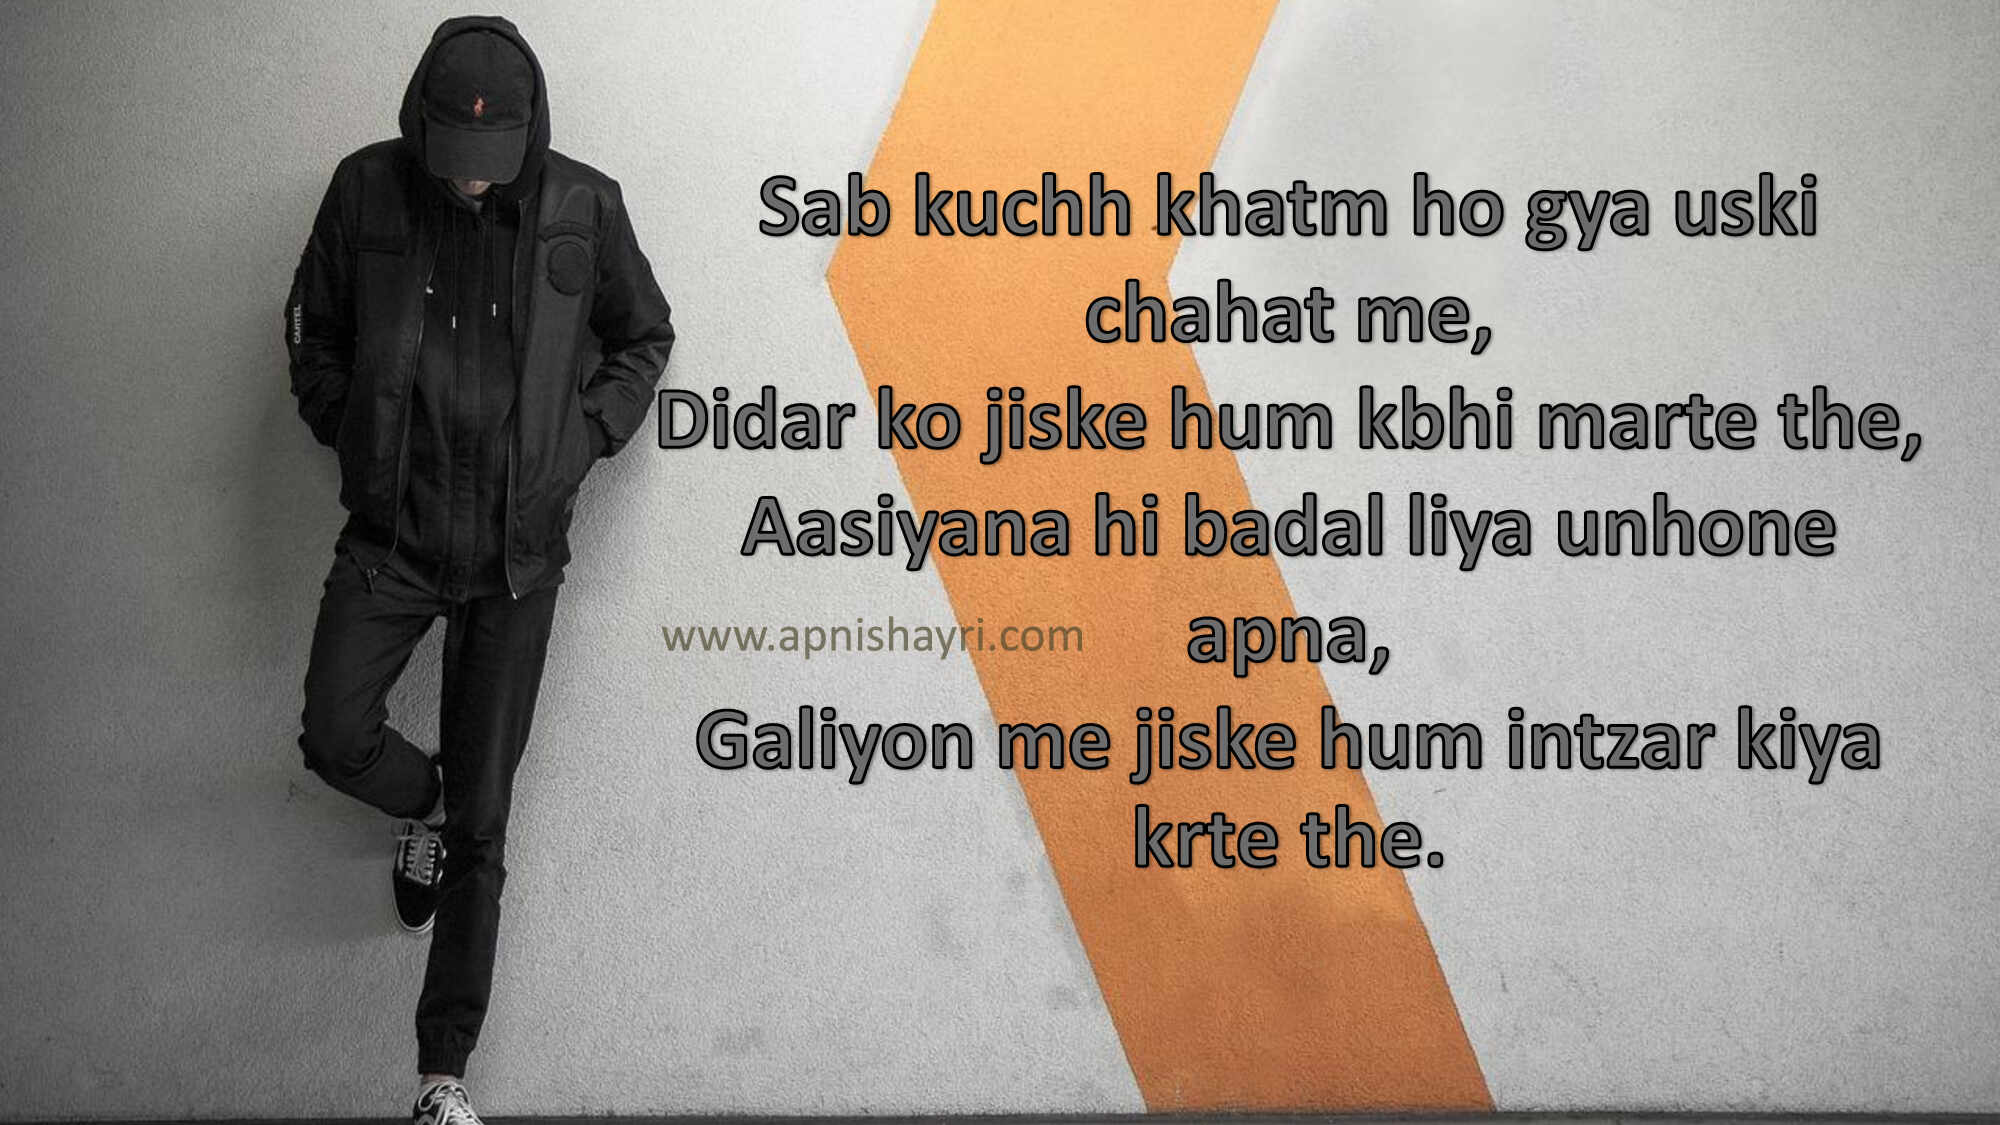 Sab kuchh khatm ho gya uski
chahat me,
Didar ko jiske hum kbhi marte the,
Aasiyana hi badal liya unhone
apna,
www.apnishayri.com
Galiyon me jiske hum intzar kiya
krte the.
CARTEL